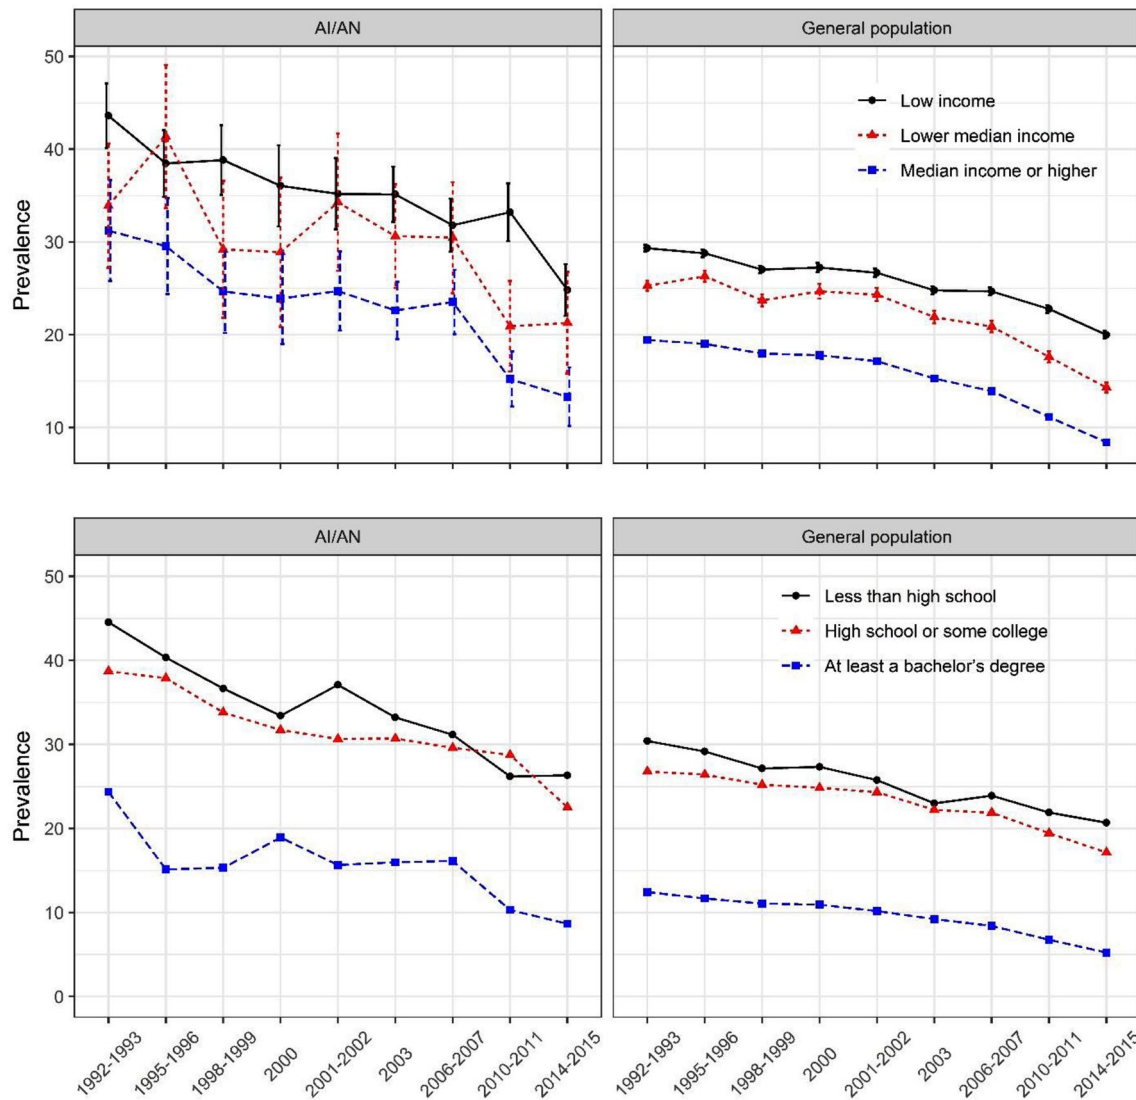 AI/AN
General population
50
40
30
20
10
Prevalence
Low income
Lower median income
Median income or higher
AI/AN
General population
50
40
30
20
10
0
Prevalence
Less than high school
High school or some college
At least a bachelor’s degree
1992-1993
1995-1996
1998-1999
2000
2001-2002
2003
2006-2007
2010-2011
2014-2015
1992-1993
1995-1996
1998-1999
2000
2001-2002
2003
2006-2007
2010-2011
2014-2015